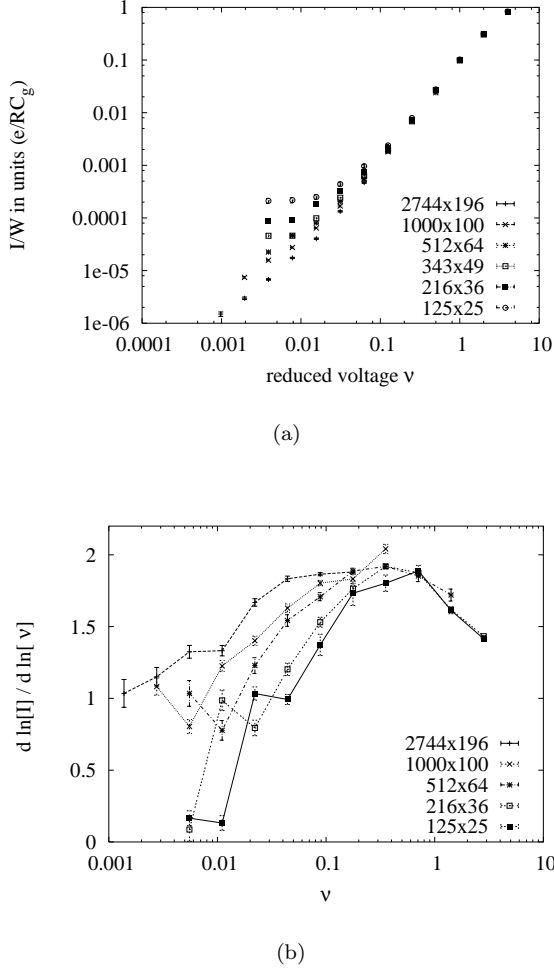 1
0.1
0.01
0.001
0.0001
1e-05
1e-06
I/W in units (e/RC_g)
2744x196
1000x100
512x64
343x49
216x36
125x25
0.0001 0.001 0.01 0.1 1 10
reduced voltage ν
(a)
2
1.5
1
0.5
0
d ln[I] / d ln[ ν]
2744x196
1000x100
512x64
216x36
125x25
0.001 0.01 0.1 1 10
ν
(b)